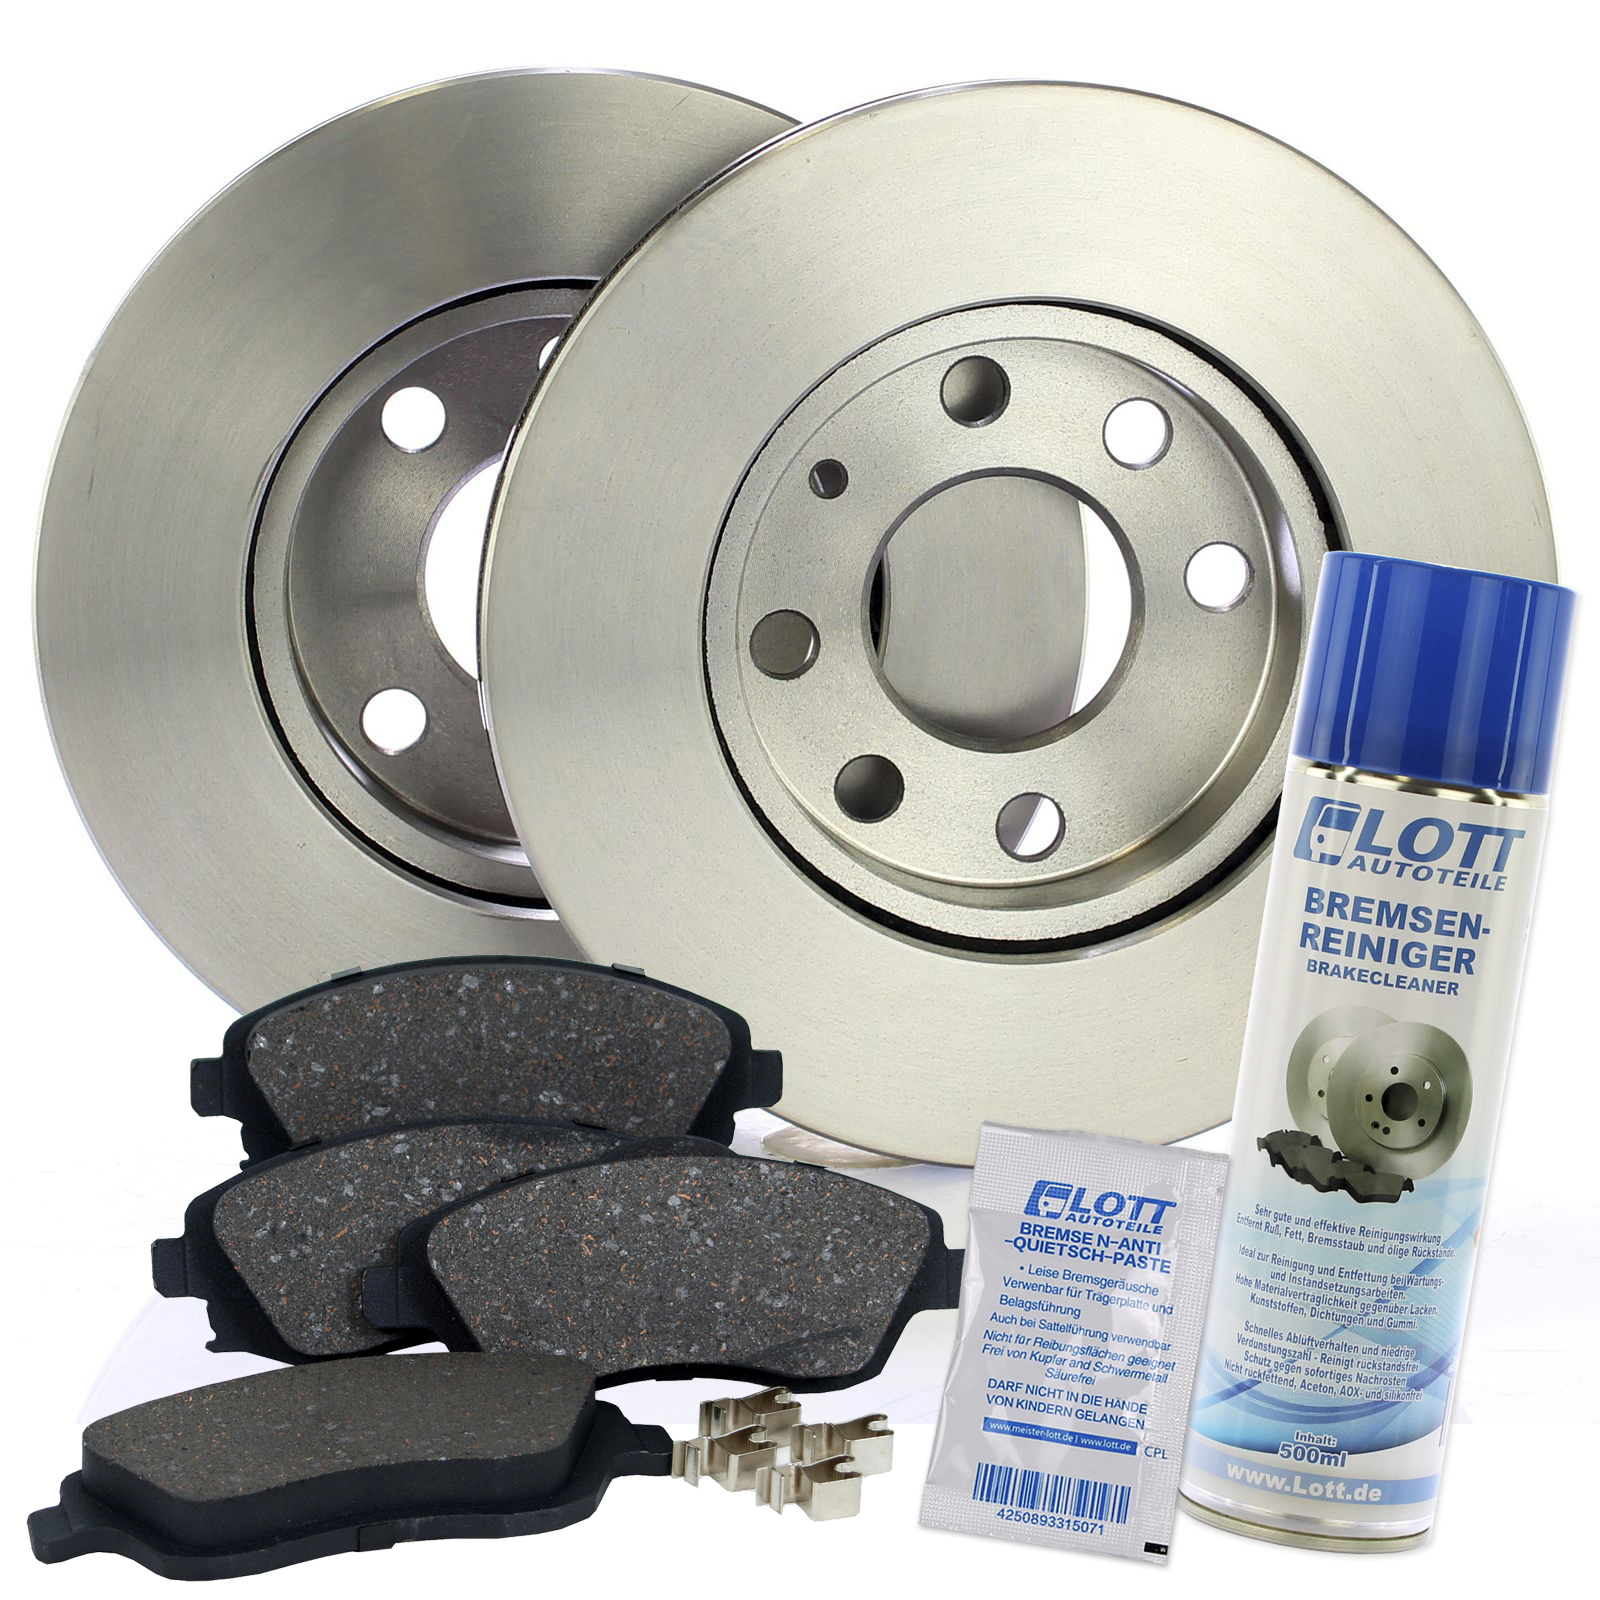 LOTT
AUTOTEILE
BREMSEN-
REINIGER
BRAKECLEANER
Sehr gute und effektive Reinigungswirkung
Entfernt Ruß, Fett, Bremsstaub und ölige Rückstände.
Ideal zur Reinigung und Entfettung bei Wartungs-
und Instandsetzungsarbeiten.
Hohe Materialverträglichkeit gegenüber Lacken,
Kunststoffen, Dichtungen und Gummi.
Schnelles Ablüftverhalten und niedrige
Verdunstungszahl - Reinigt rückstandsfrei
Schutz gegen sofortiges Nachrosten
Nicht rückfettend, Aceton, AOX- und silikonfrei
Inhalt:
500ml
www.Lott.de
LOTT
AUTOTEILE
BREMSE N-ANTI
-QUIETSCH-PASTE
• Leise Bremsgeräusche
Verwenbar für Trägerplatte und
Belagsführung
Auch bei Sattelführung verwendbar
Nicht für Reibungsflächen geeignet
Frei von Kupfer and Schwermetall
Säurefrei
DARF NICHT IN DIE HÄNDE
VON KINDERN GELANGEN
www.meister-lott.de | www.lott.de
CPL
4250893315071